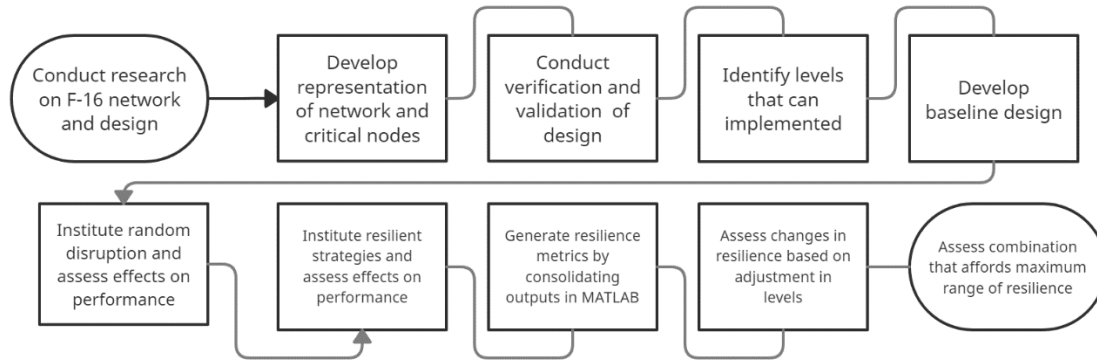 Conduct research
on F-16 network
and design
Develop
representation
of network and
critical nodes
Conduct
verification and
validation of
design
Identify levels
that can
implemented
Develop
baseline design
Institute random
disruption and
assess effects on
performance
Institute resilient
strategies and
assess effects on
performance
Generate resilience
metrics by
consolidating
outputs in MATLAB
Assess changes in
resilience based on
adjustment in
levels
Assess combination
that affords maximum
range of resilience